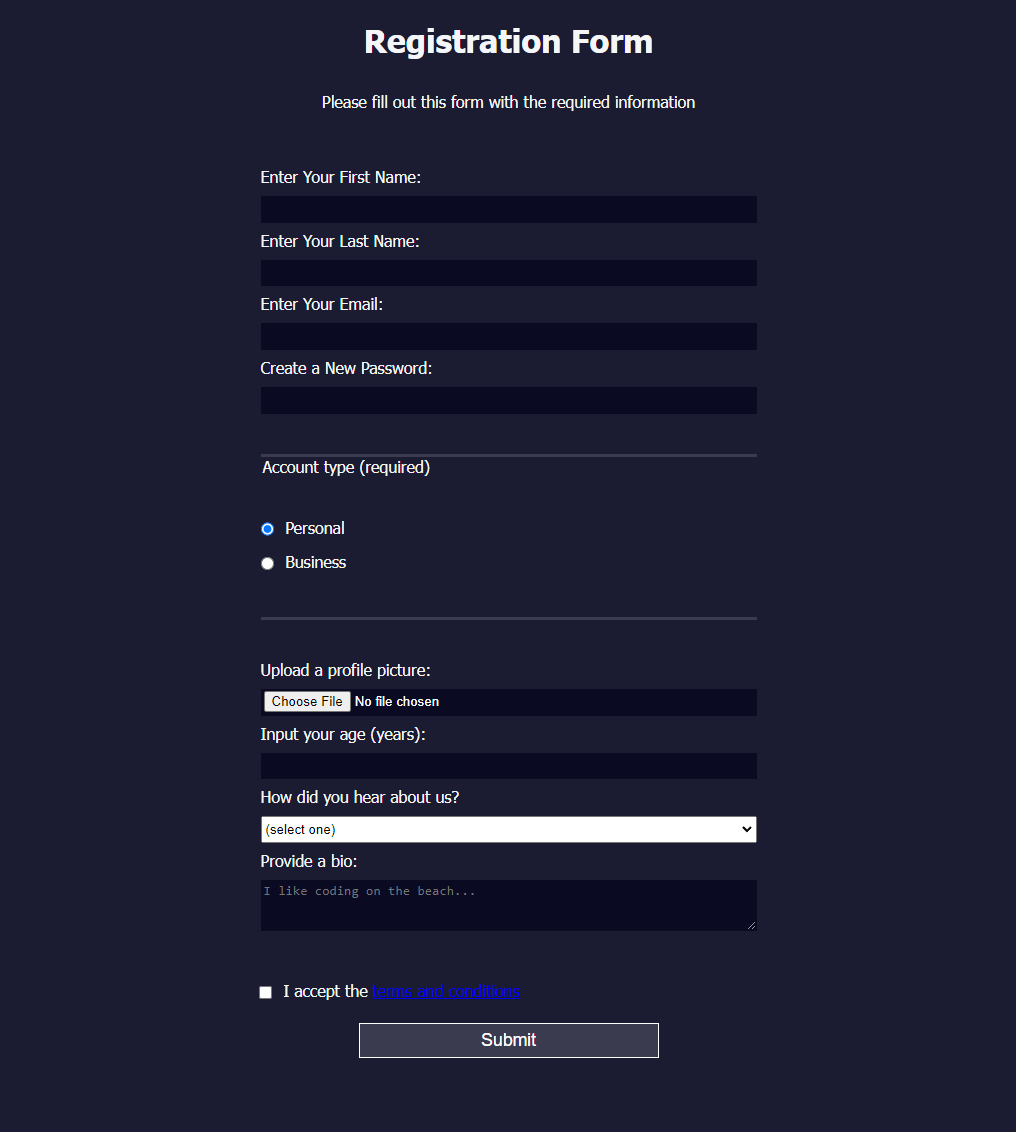 Registration Form
Please fill out this form with the required information
Enter Your First Name:
Enter Your Last Name:
Enter Your Email:
Create a New Password:
Account type (required)
Personal
Business
Upload a profile picture:
Choose File No file chosen
Input your age (years):
How did you hear about us?
(select one)
Provide a bio:
I like coding on the beach...
I accept the terms and conditions
Submit